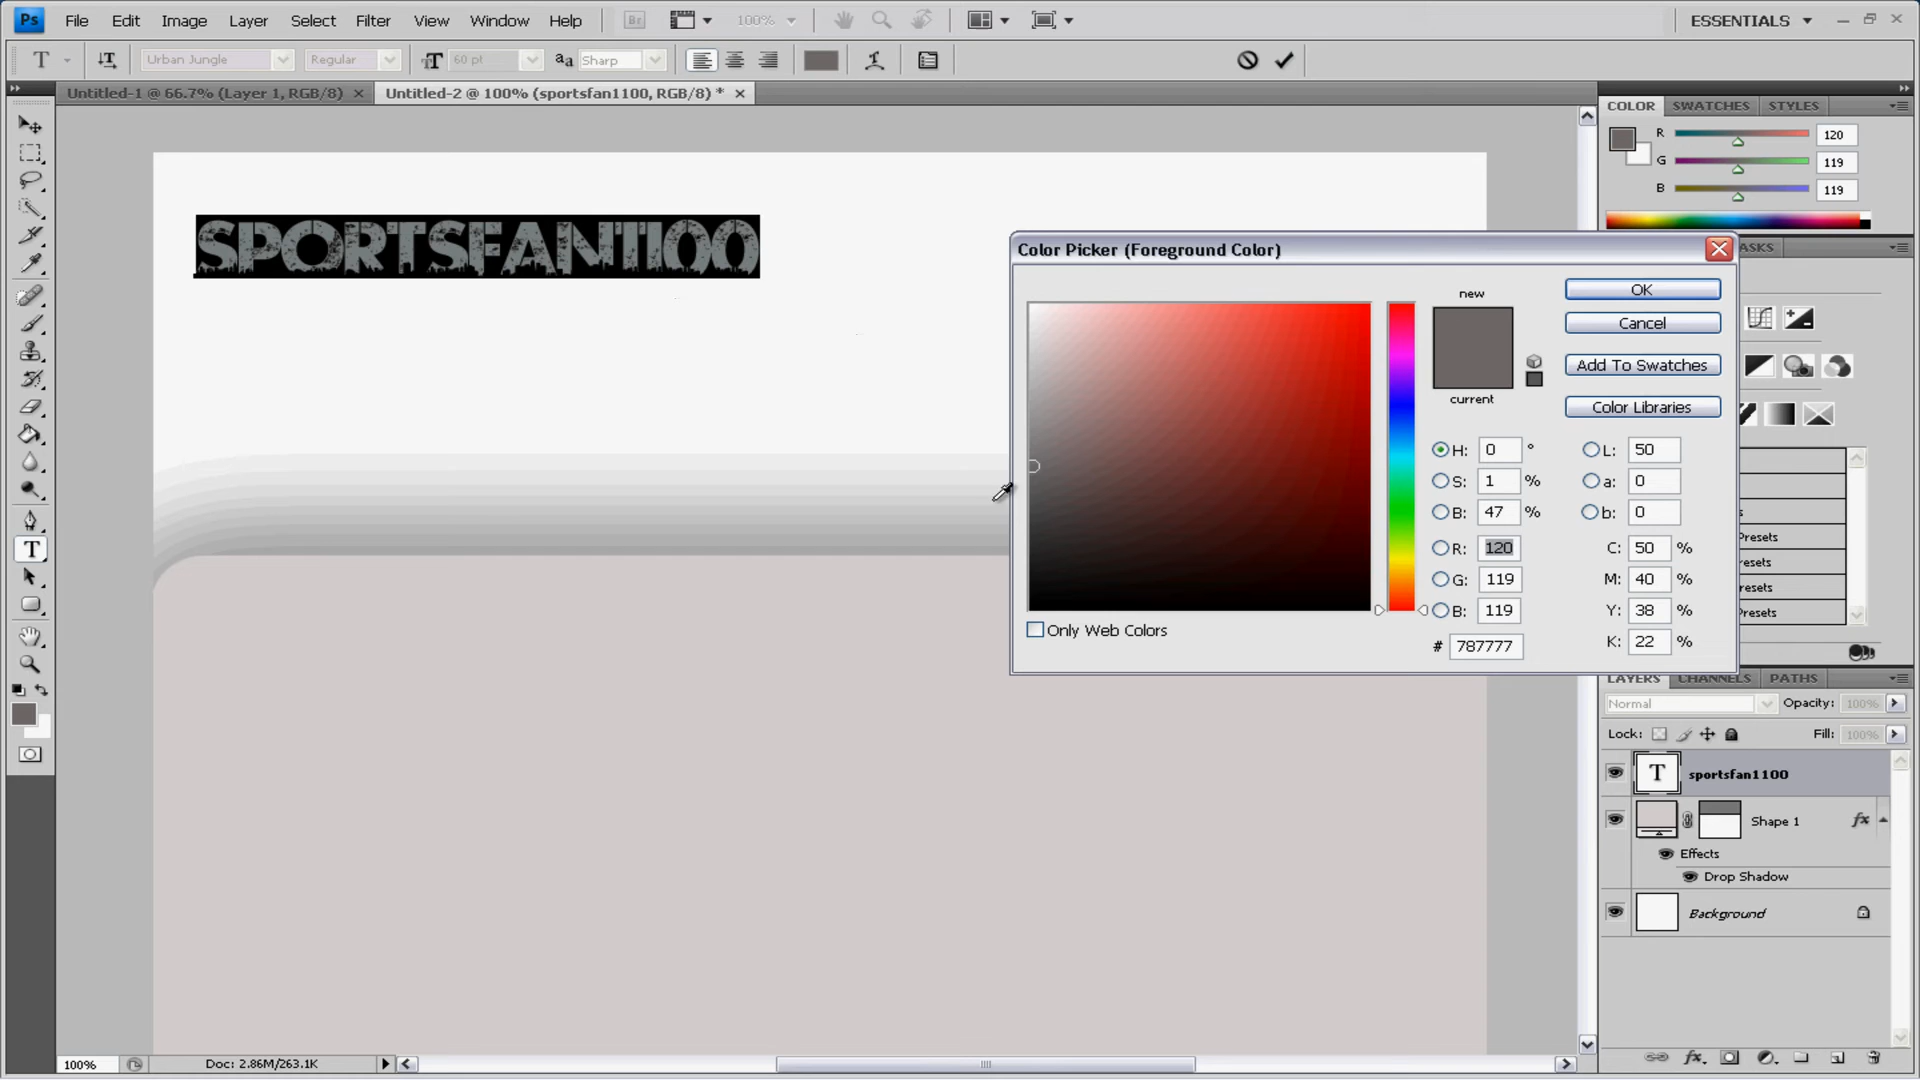 Ps File Edit Image Layer Select Filter View Window Help Br 100% ESSENTIALS
T Urban Jungle Regular 60 pt aa Sharp
Untitled-1 @ 66.7% (Layer 1, RGB/8) Untitled-2 @ 100% (sportsfan1100, RGB/8) *
COLOR SWATCHES STYLES
R 120
G 119
B 119
SPORTSFAN1100
Color Picker (Foreground Color)
ASKS
new
OK
Cancel
Add To Swatches
current
Color Libraries
H: 0 ° L: 50
S: 1 % a: 0
B: 47 % b: 0
R: 120 C: 50 %
G: 119 M: 40 %
B: 119 Y: 38 %
# 787777 K: 22 %
Only Web Colors
s
Presets
Presets
Presets
Presets
LAYERS CHANNELS PATHS
Normal Opacity: 100%
Lock: Fill: 100%
T sportsfan1100
Shape 1 fx
Effects
Drop Shadow
Background
100% Doc: 2.86M/263.1K
fx.